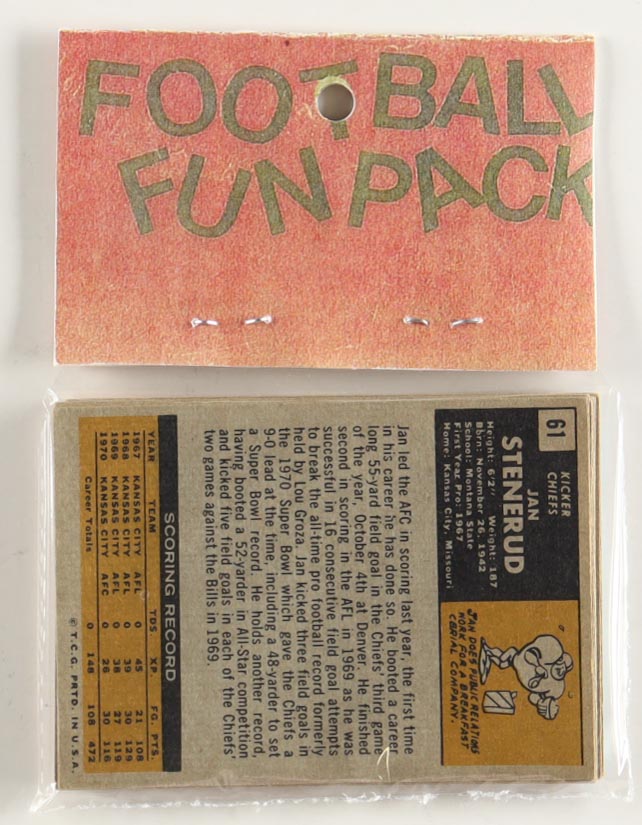 FOOTBALL
FUN PACK
61
KICKER
CHIEFS
JAN
STENERUD
Height: 6'2" Weight: 187
Born: November 26, 1942
School: Montana State
First Year Pro: 1967
Home: Kansas City, Missouri
JAN DOES PUBLIC RELATIONS
WORK FOR A BREAKFAST
CEREAL COMPANY.
Jan led the AFC in scoring last year, the first time
in his career he has done so. He booted a career
long 55-yard field goal in the Chiefs' third game
of the year, October 4th at Denver. He finished
second in scoring in the AFL in 1969 as he was
successful in 16 consecutive field goal attempts
to break the all-time pro football record formerly
held by Lou Groza. Jan kicked three field goals in
the 1970 Super Bowl which gave the Chiefs a
9-0 lead at the time, including a 48-yarder to set
a Super Bowl record. He holds another record,
having booted a 52-yarder in All-Star competition
and kicked five field goals in each of the Chiefs'
two games against the Bills in 1969.
SCORING RECORD
YEAR TEAM TDS XP FG. PTS.
1967 KANSAS CITY AFL 0 45 21 108
1968 KANSAS CITY AFL 0 39 30 129
1969 KANSAS CITY AFL 0 38 27 119
1970 KANSAS CITY AFC 0 26 30 116
Career Totals 0 148 108 472
© T.C.G. PRTD. IN U.S.A.